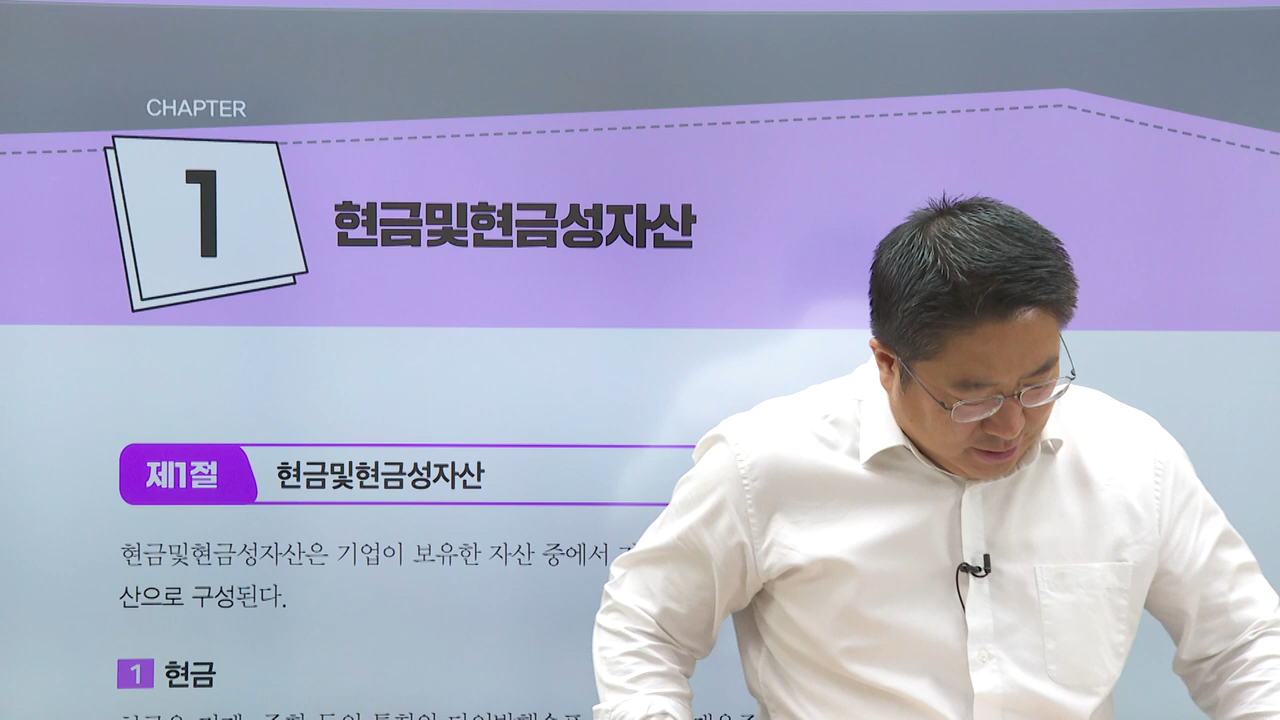 CHAPTER
1
현금및현금성자산
제1절
현금및현금성자산
현금및현금성자산은 기업이 보유한 자산 중에서
산으로 구성된다.
1 현금